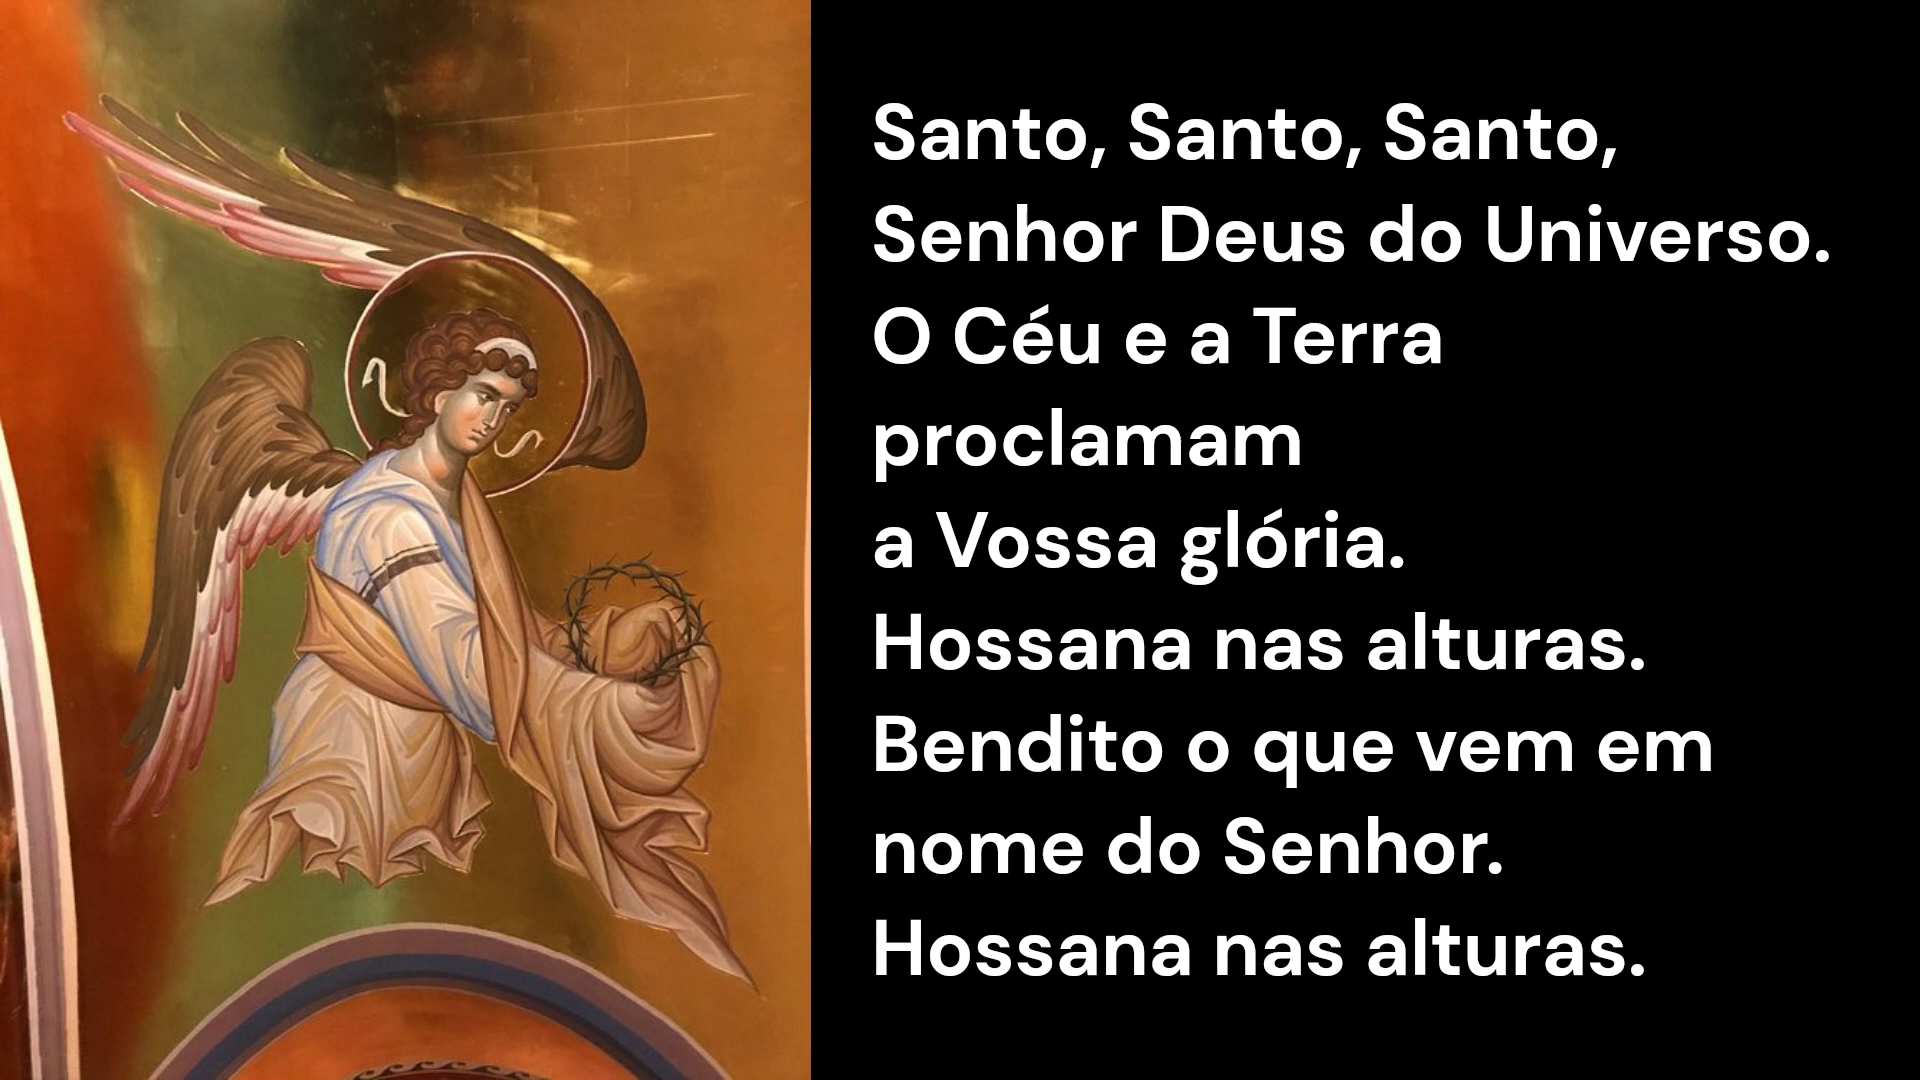 Santo, Santo, Santo,
Senhor Deus do Universo.
O Céu e a Terra
proclamam
a Vossa glória.
Hossana nas alturas.
Bendito o que vem em
nome do Senhor.
Hossana nas alturas.